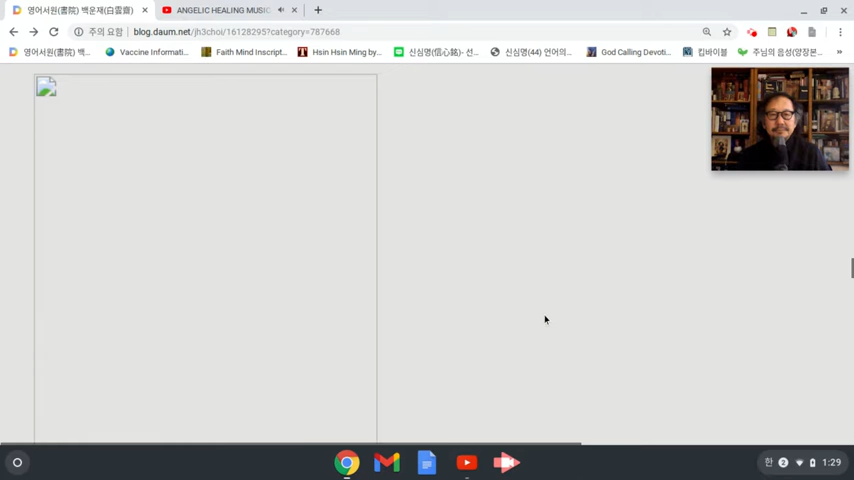 영어서원(書院) 백운재(白雲齋)
ANGELIC HEALING MUSIC
주의 요함 blog.daum.net/jh3choi/16128295?category=787668
영어서원(書院) 백...
Vaccine Informati...
Faith Mind Inscript...
Hsin Hsin Ming by...
신심명(信心銘)- 선...
신심명(44) 언어의...
God Calling Devoti...
킵바이블
주님의 음성(양장본...
한 2 1:29